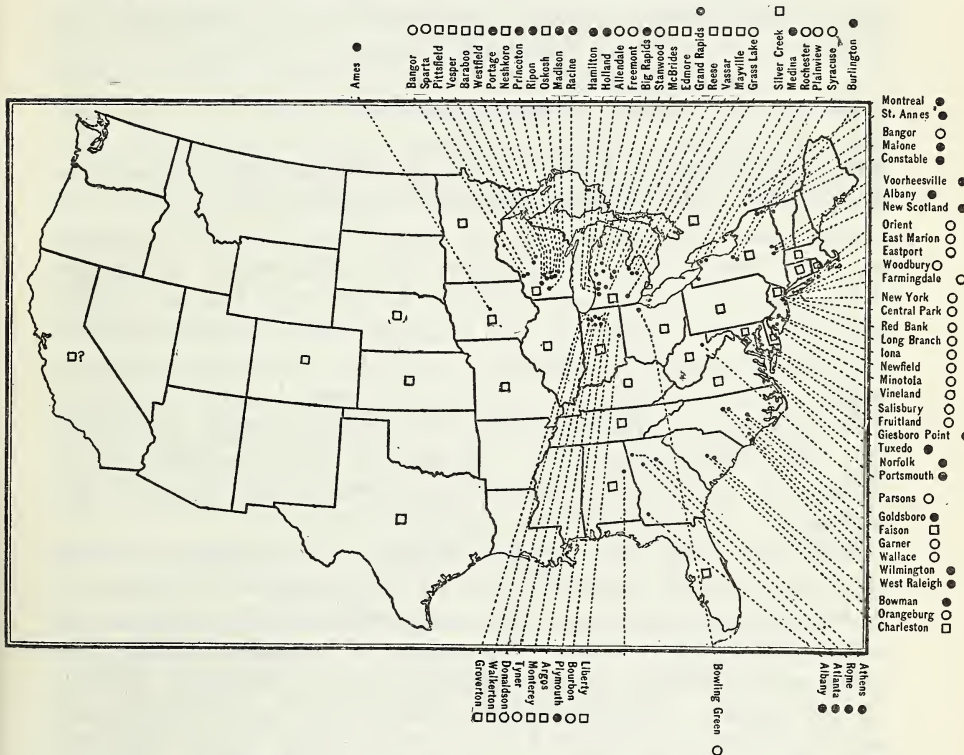 Ames
Bangor
Sparta
Pittsfield
Vesper
Baraboo
Westfield
Portage
Neshkoro
Princeton
Ripon
Oskosh
Madison
Racine
Hamilton
Holland
Allendale
Freemont
Big Rapids
Stanwood
McBrides
Edmore
Grand Rapids
Reese
Vassar
Mayville
Grass Lake
Silver Creek
Medina
Rochester
Plainview
Syracuse
Burlington
Montreal
St. Annes
Bangor
Malone
Constable
Voorheesville
Albany
New Scotland
Orient
East Marion
Eastport
Woodbury
Farmingdale
New York
Central Park
Red Bank
Long Branch
Iona
Newfield
Minotola
Vineland
Salisbury
Fruitland
Giesboro Point
Tuxedo
Norfolk
Portsmouth
Parsons
Goldsboro
Faison
Garner
Wallace
Wilmington
West Raleigh
Bowman
Orangeburg
Charleston
?
Groverton
Walkerton
Donaldson
Tyner
Monterey
Argos
Plymouth
Bourbon
Liberty
Bowling Green
Albany
Atlanta
Rome
Athens